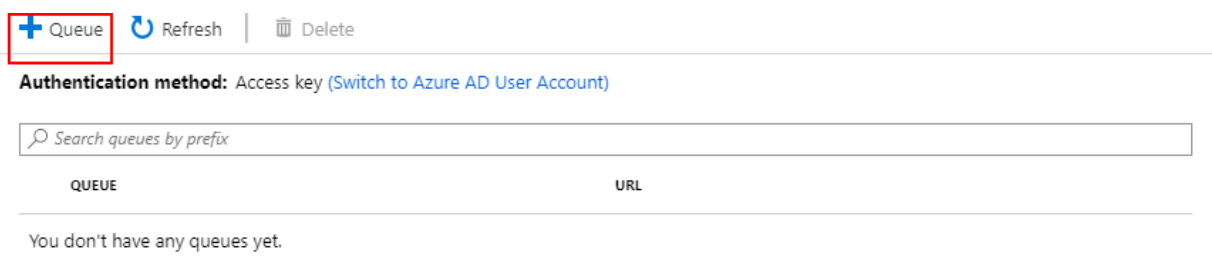 Queue Refresh Delete
Authentication method: Access key (Switch to Azure AD User Account)
Search queues by prefix
QUEUE URL
You don't have any queues yet.